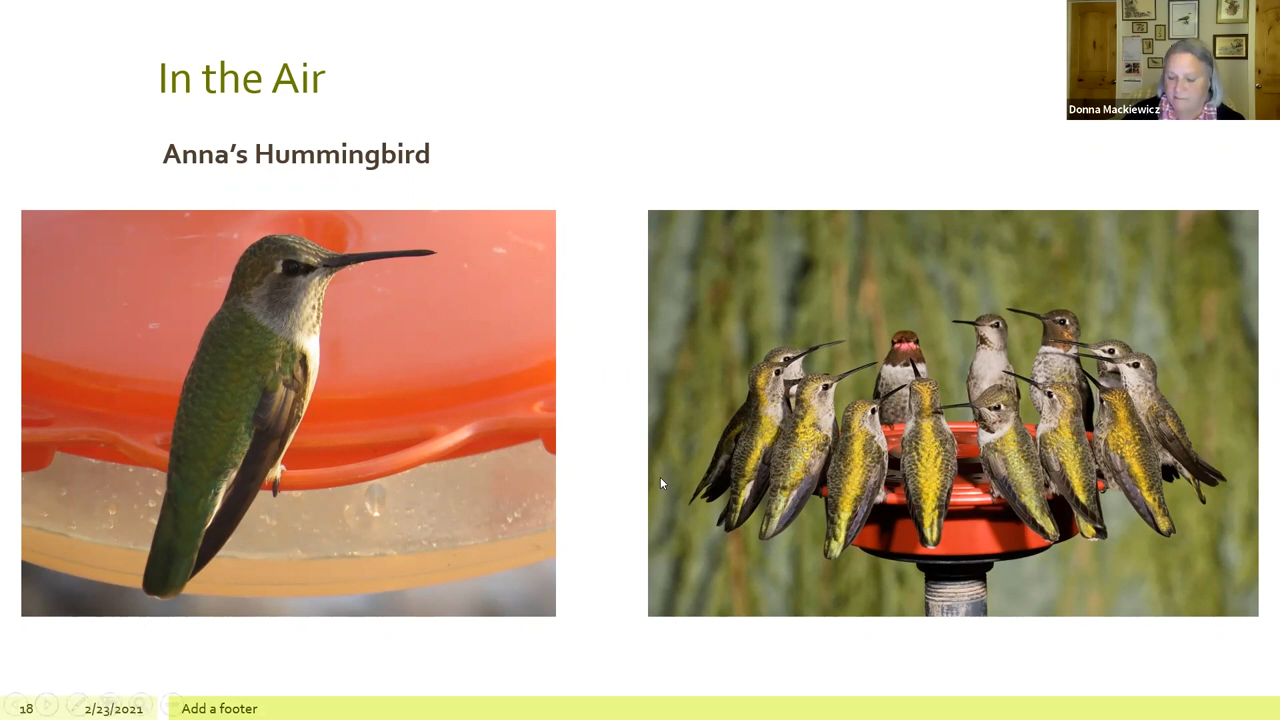 In the Air
Donna Mackiewicz
Anna’s Hummingbird
18 2/23/2021 Add a footer